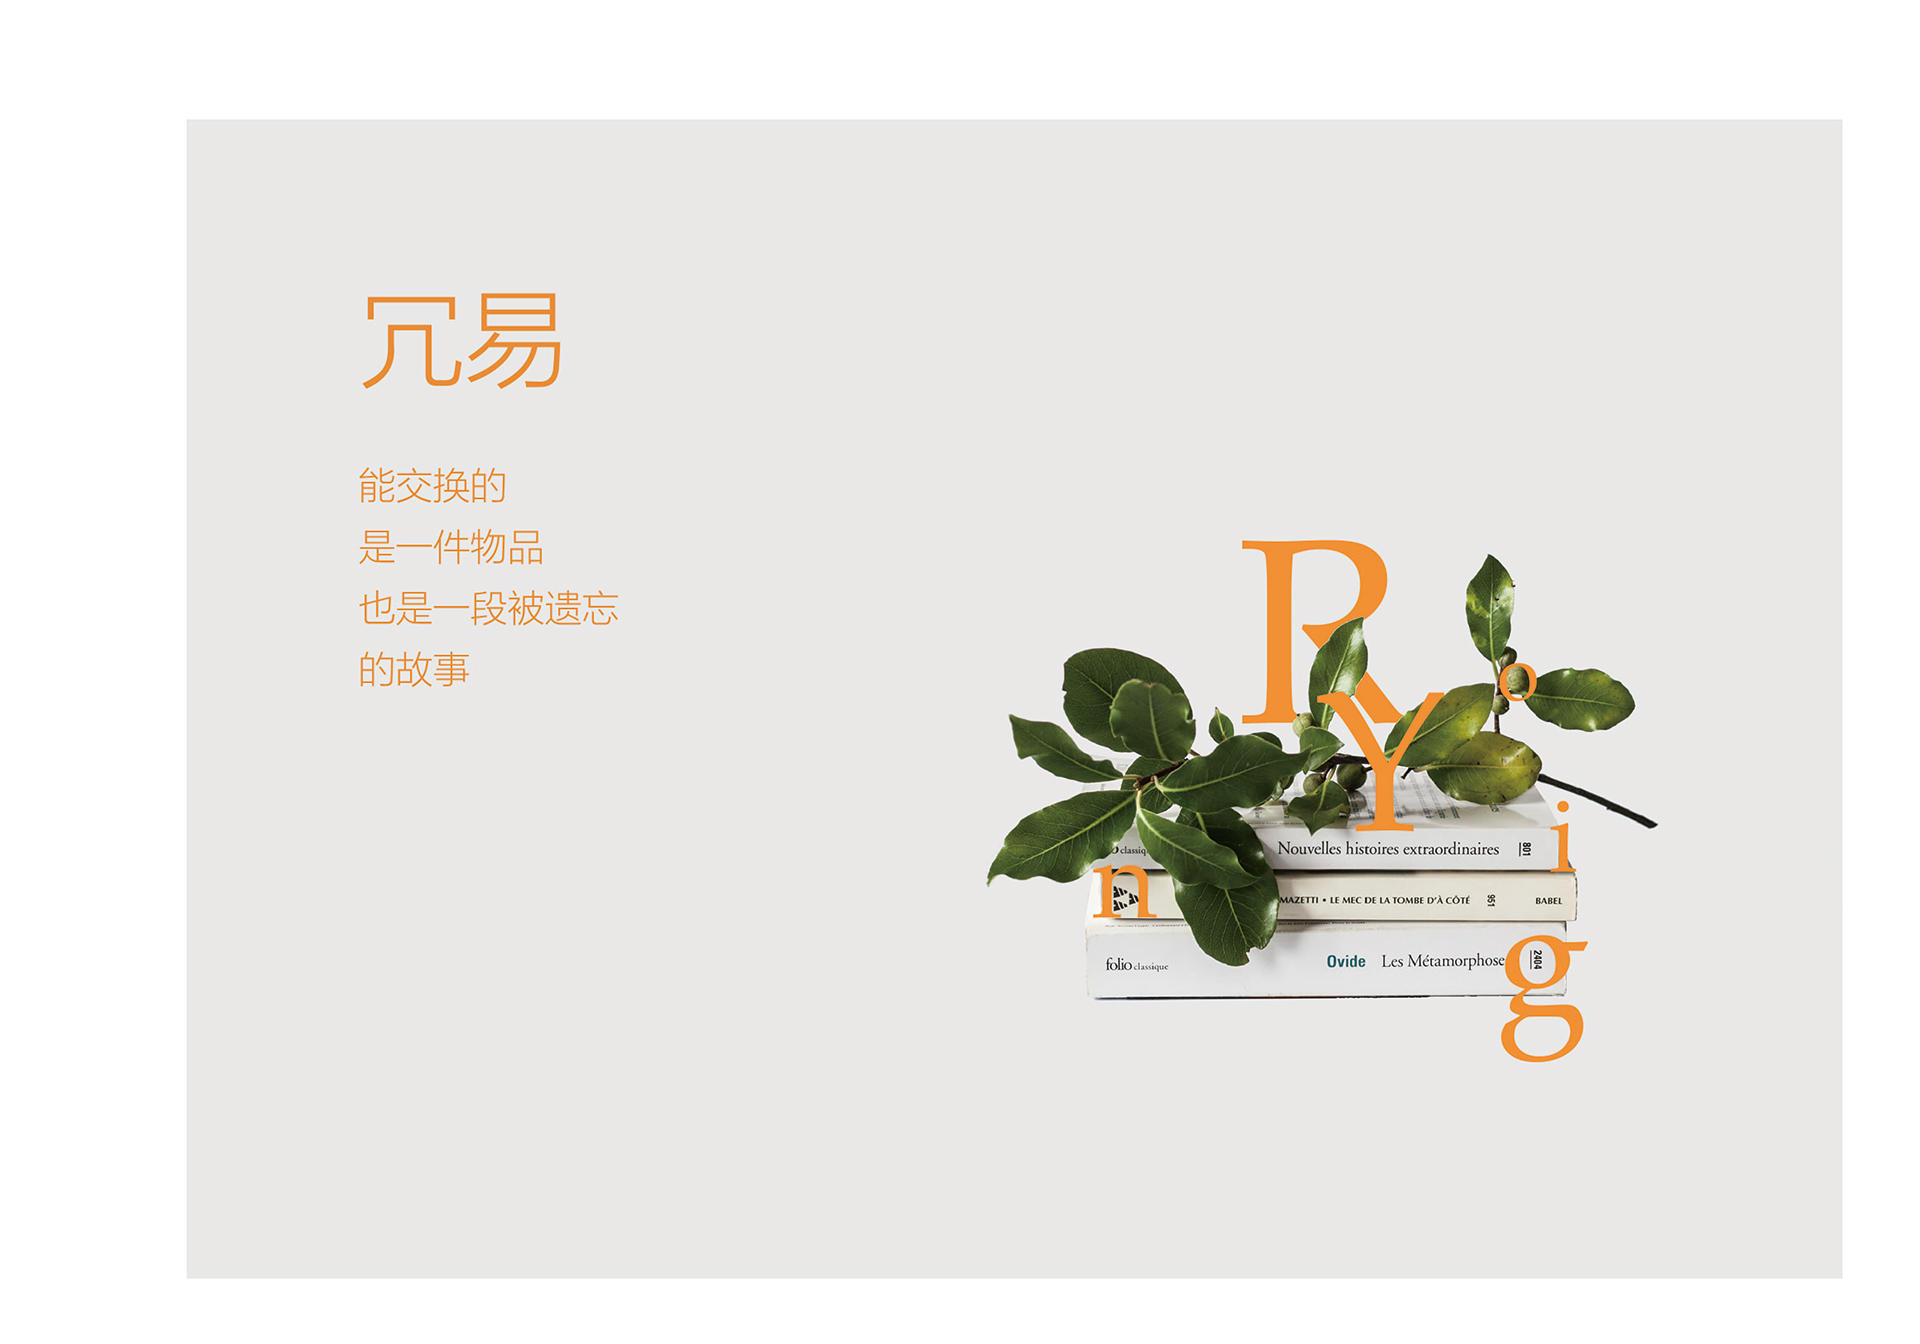 冗易
能交换的
是一件物品
也是一段被遗忘
的故事
R
Y
o
i
n
g
classiq
Nouvelles histoires extraordinaires 801
MAZETTI • LE MEC DE LA TOMBE D'À CÔTÉ 951 BABEL
folio classique Ovide Les Métamorphose 2404